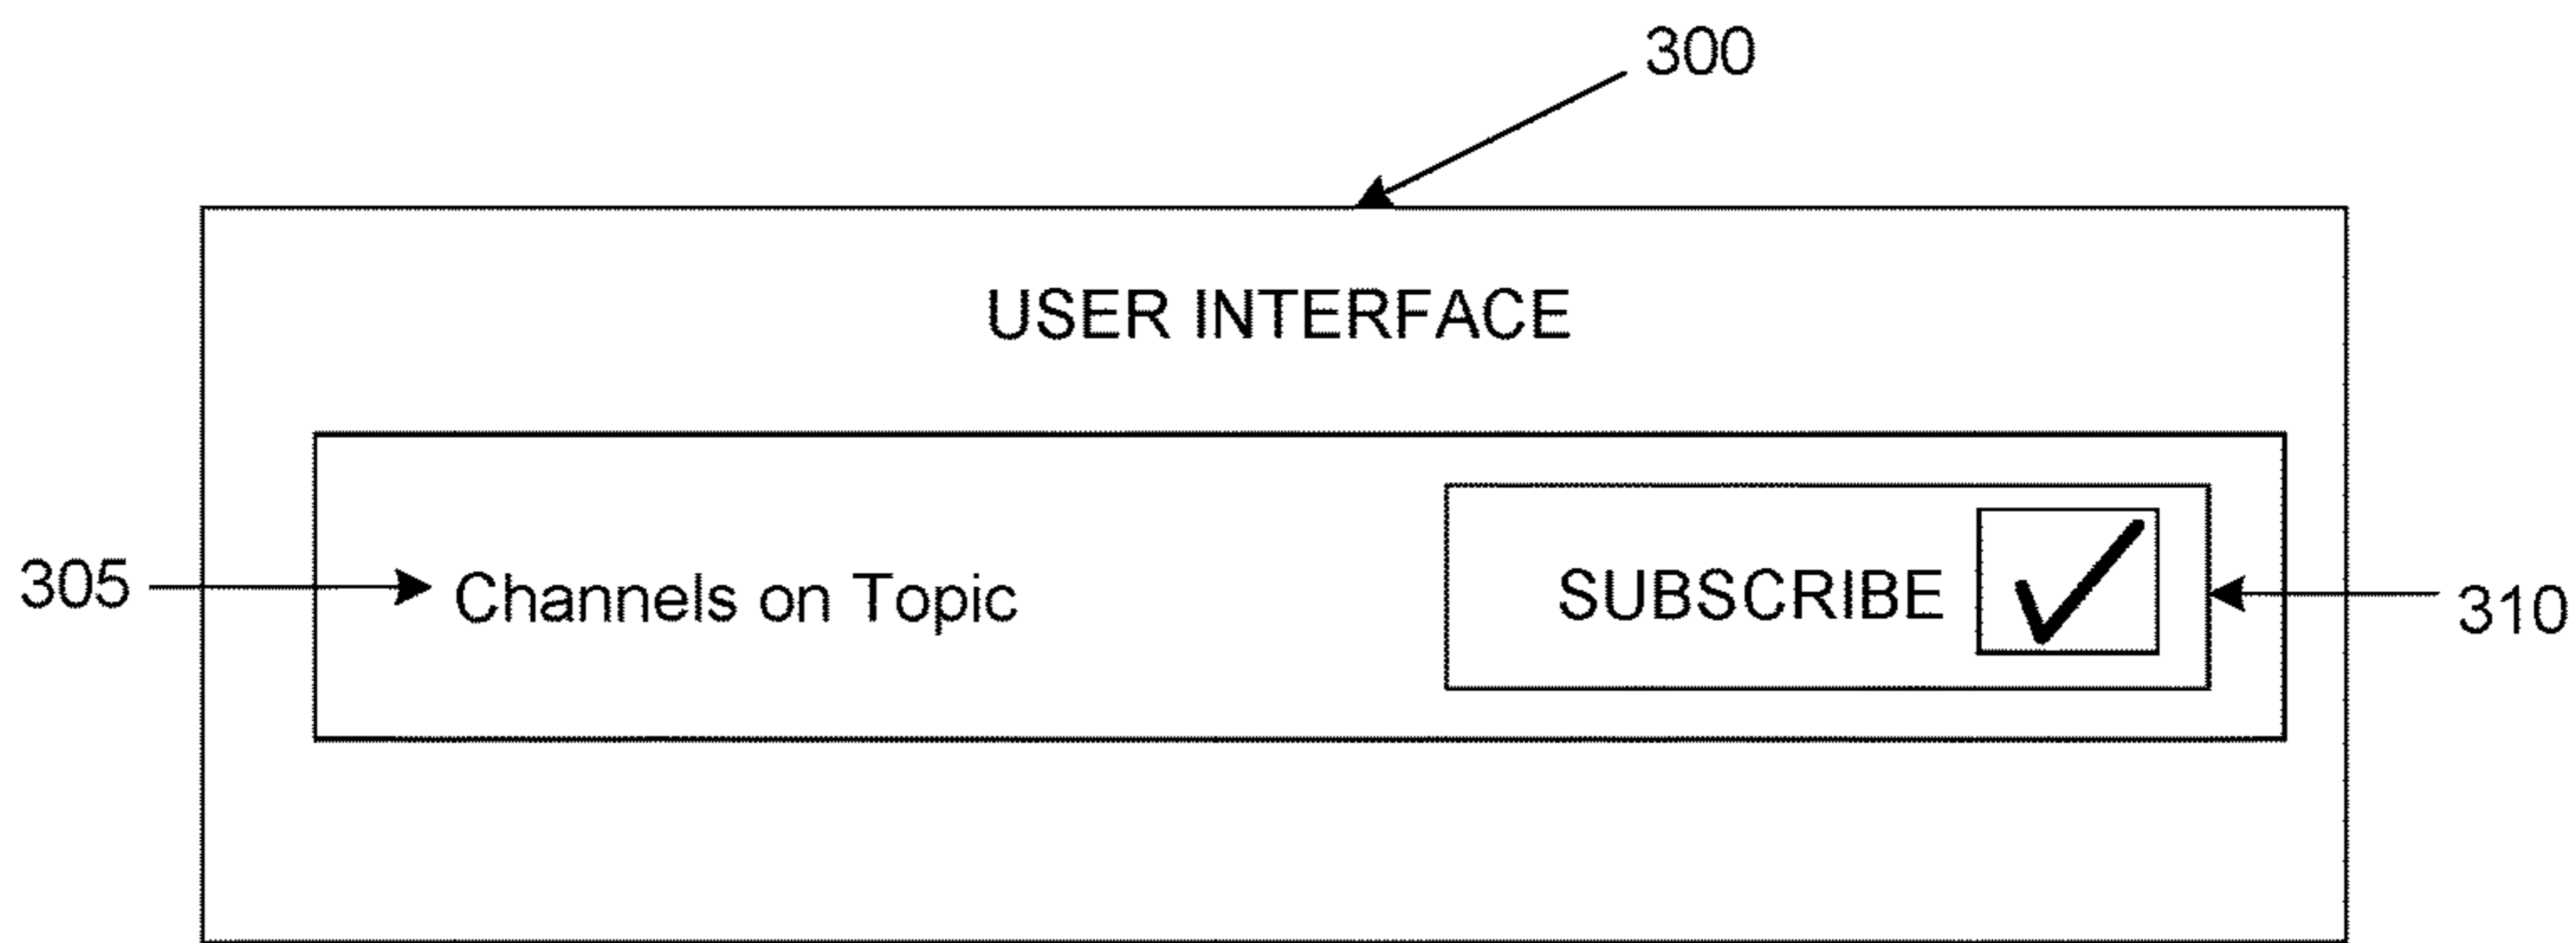 300
USER INTERFACE
305
Channels on Topic
SUBSCRIBE
310